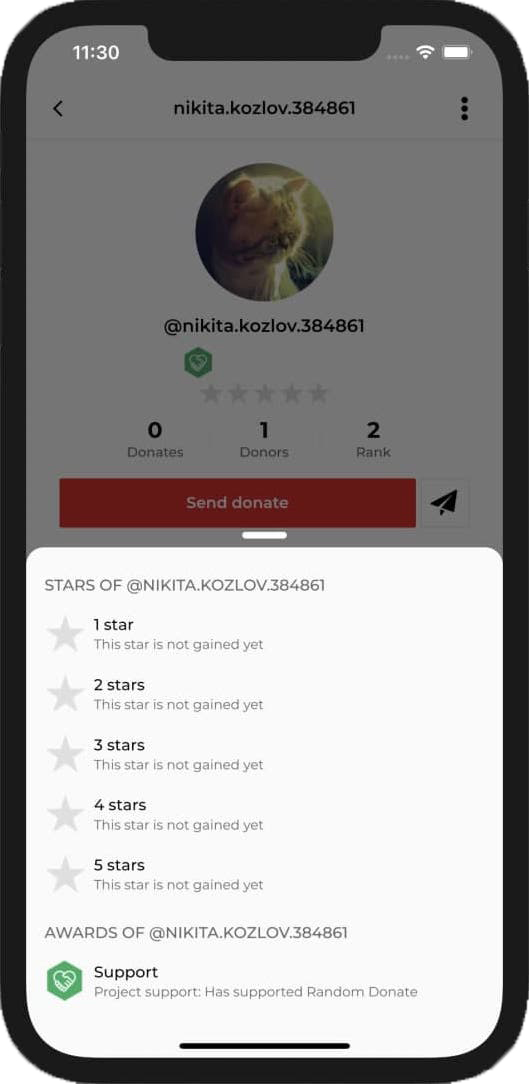 11:30
nikita.kozlov.384861
@nikita.kozlov.384861
0 1 2
Donates Donors Rank
Send donate
STARS OF @NIKITA.KOZLOV.384861
1 star
This star is not gained yet
2 stars
This star is not gained yet
3 stars
This star is not gained yet
4 stars
This star is not gained yet
5 stars
This star is not gained yet
AWARDS OF @NIKITA.KOZLOV.384861
Support
Project support: Has supported Random Donate